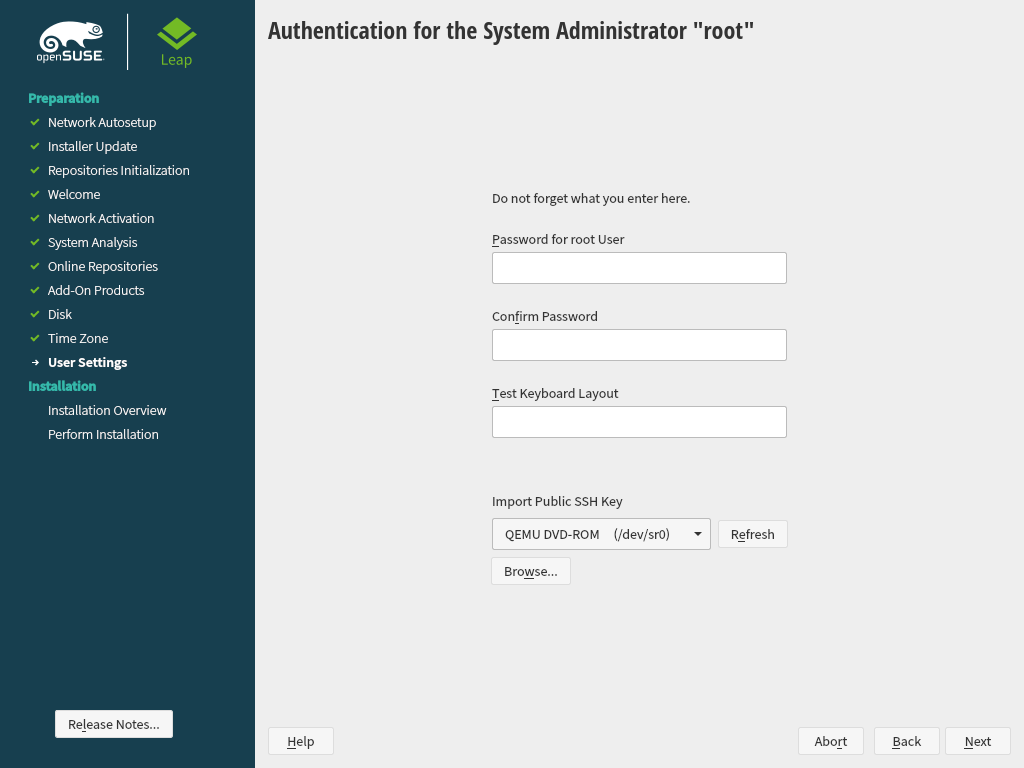 openSUSE
Leap
Preparation
Network Autosetup
Installer Update
Repositories Initialization
Welcome
Network Activation
System Analysis
Online Repositories
Add-On Products
Disk
Time Zone
User Settings
Installation
Installation Overview
Perform Installation
Release Notes...
Authentication for the System Administrator "root"
Do not forget what you enter here.
Password for root User
Confirm Password
Test Keyboard Layout
Import Public SSH Key
QEMU DVD-ROM (/dev/sr0)
Refresh
Browse...
Help
Abort
Back
Next